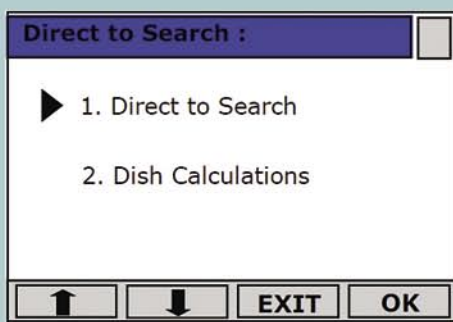 Direct to Search :
1. Direct to Search
2. Dish Calculations
EXIT OK